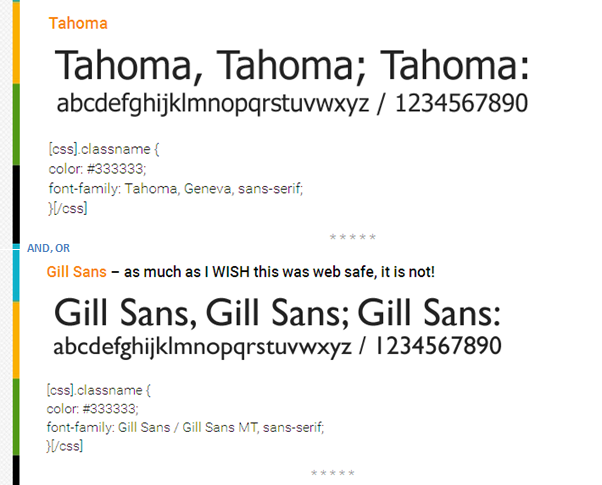 Tahoma
Tahoma, Tahoma; Tahoma:
abcdefghijklmnopqrstuvwxyz / 1234567890
[css].classname {
color: #333333;
font-family: Tahoma, Geneva, sans-serif;
}[/css]
*****
AND, OR
Gill Sans – as much as I WISH this was web safe, it is not!
Gill Sans, Gill Sans; Gill Sans:
abcdefghijklmnopqrstuvwxyz / 1234567890
[css].classname {
color: #333333;
font-family: Gill Sans / Gill Sans MT, sans-serif;
}[/css]
*****